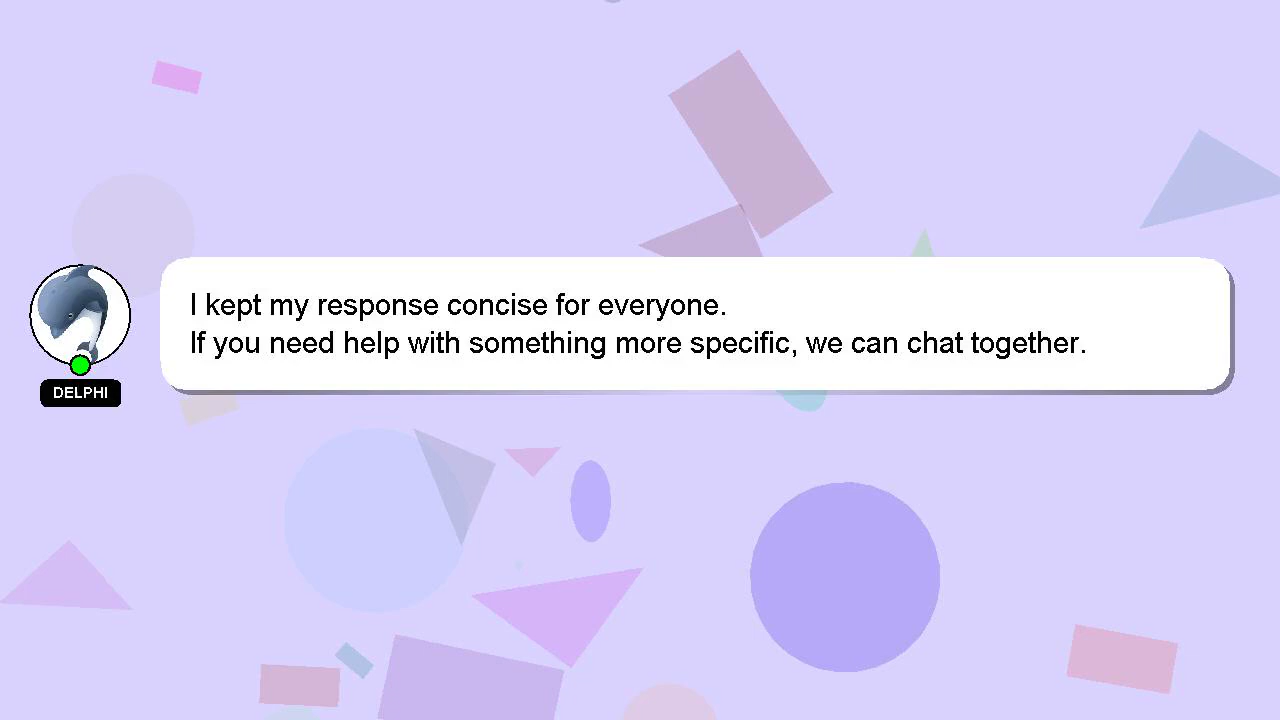 I kept my response concise for everyone.
If you need help with something more specific, we can chat together.
DELPHI